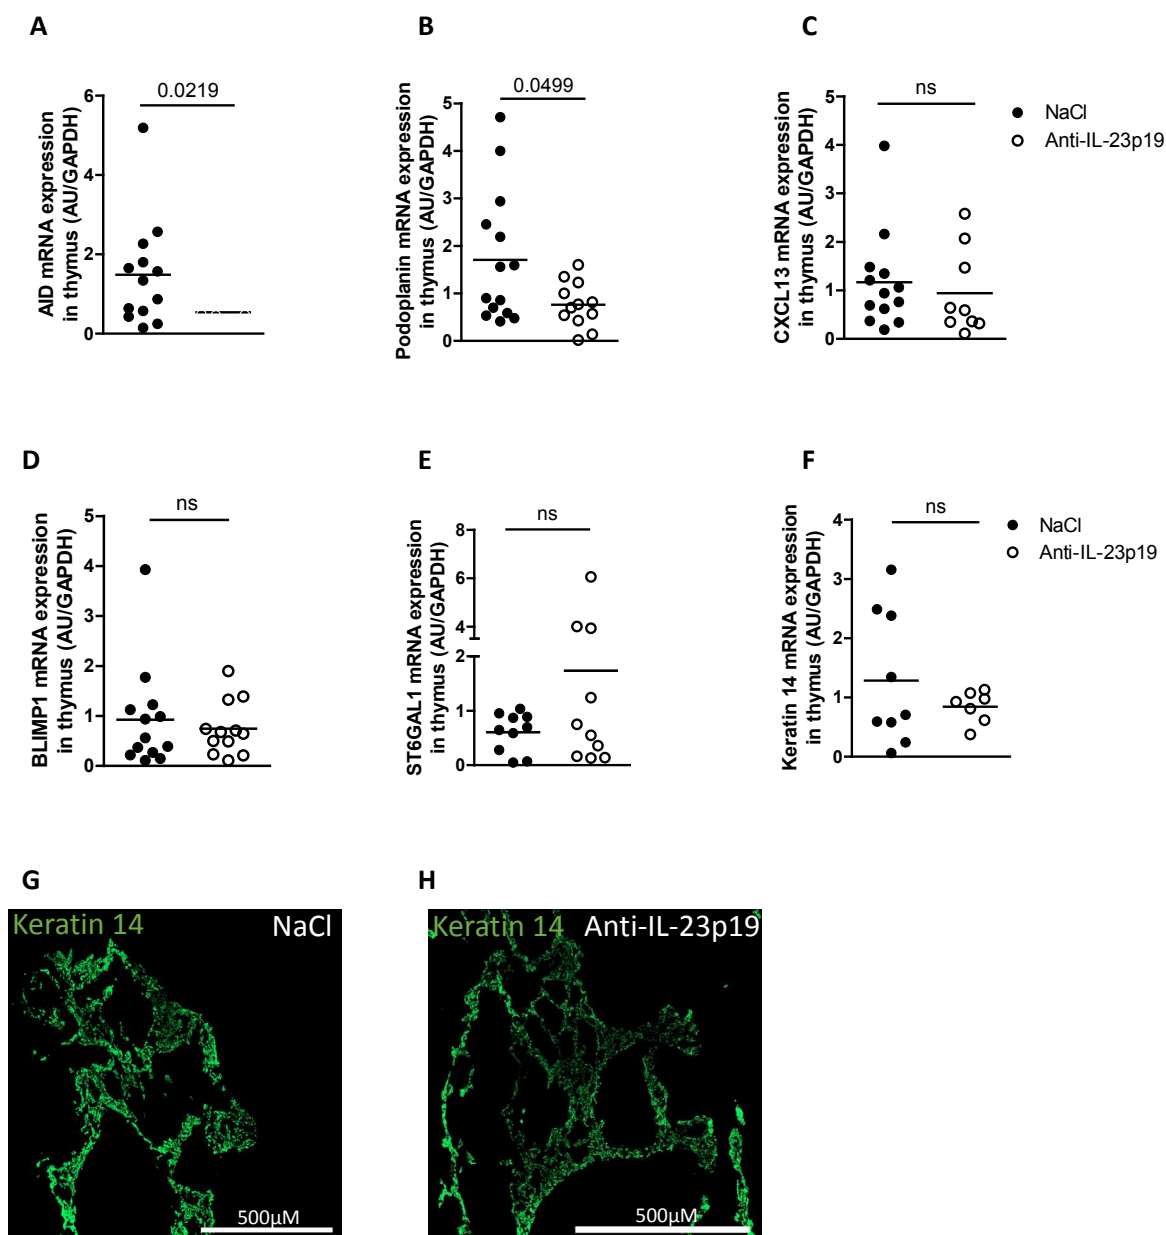 A
B
C
0.0219
0.0499
ns
NaCl
Anti-IL-23p19
AID mRNA expression
in thymus (AU/GAPDH)
6
4
2
0
Podoplanin mRNA expression
in thymus (AU/GAPDH)
5
4
3
2
1
0
CXCL13 mRNA expression
in thymus (AU/GAPDH)
5
4
3
2
1
0
D
E
F
ns
ns
ns
NaCl
Anti-IL-23p19
BLIMP1 mRNA expression
in thymus (AU/GAPDH)
5
4
3
2
1
0
ST6GAL1 mRNA expression
in thymus (AU/GAPDH)
8
6
4
2
1
0
Keratin 14 mRNA expression
in thymus (AU/GAPDH)
4
3
2
1
0
G
H
Keratin 14 NaCl
Keratin 14 Anti-IL-23p19
500μM
500μM